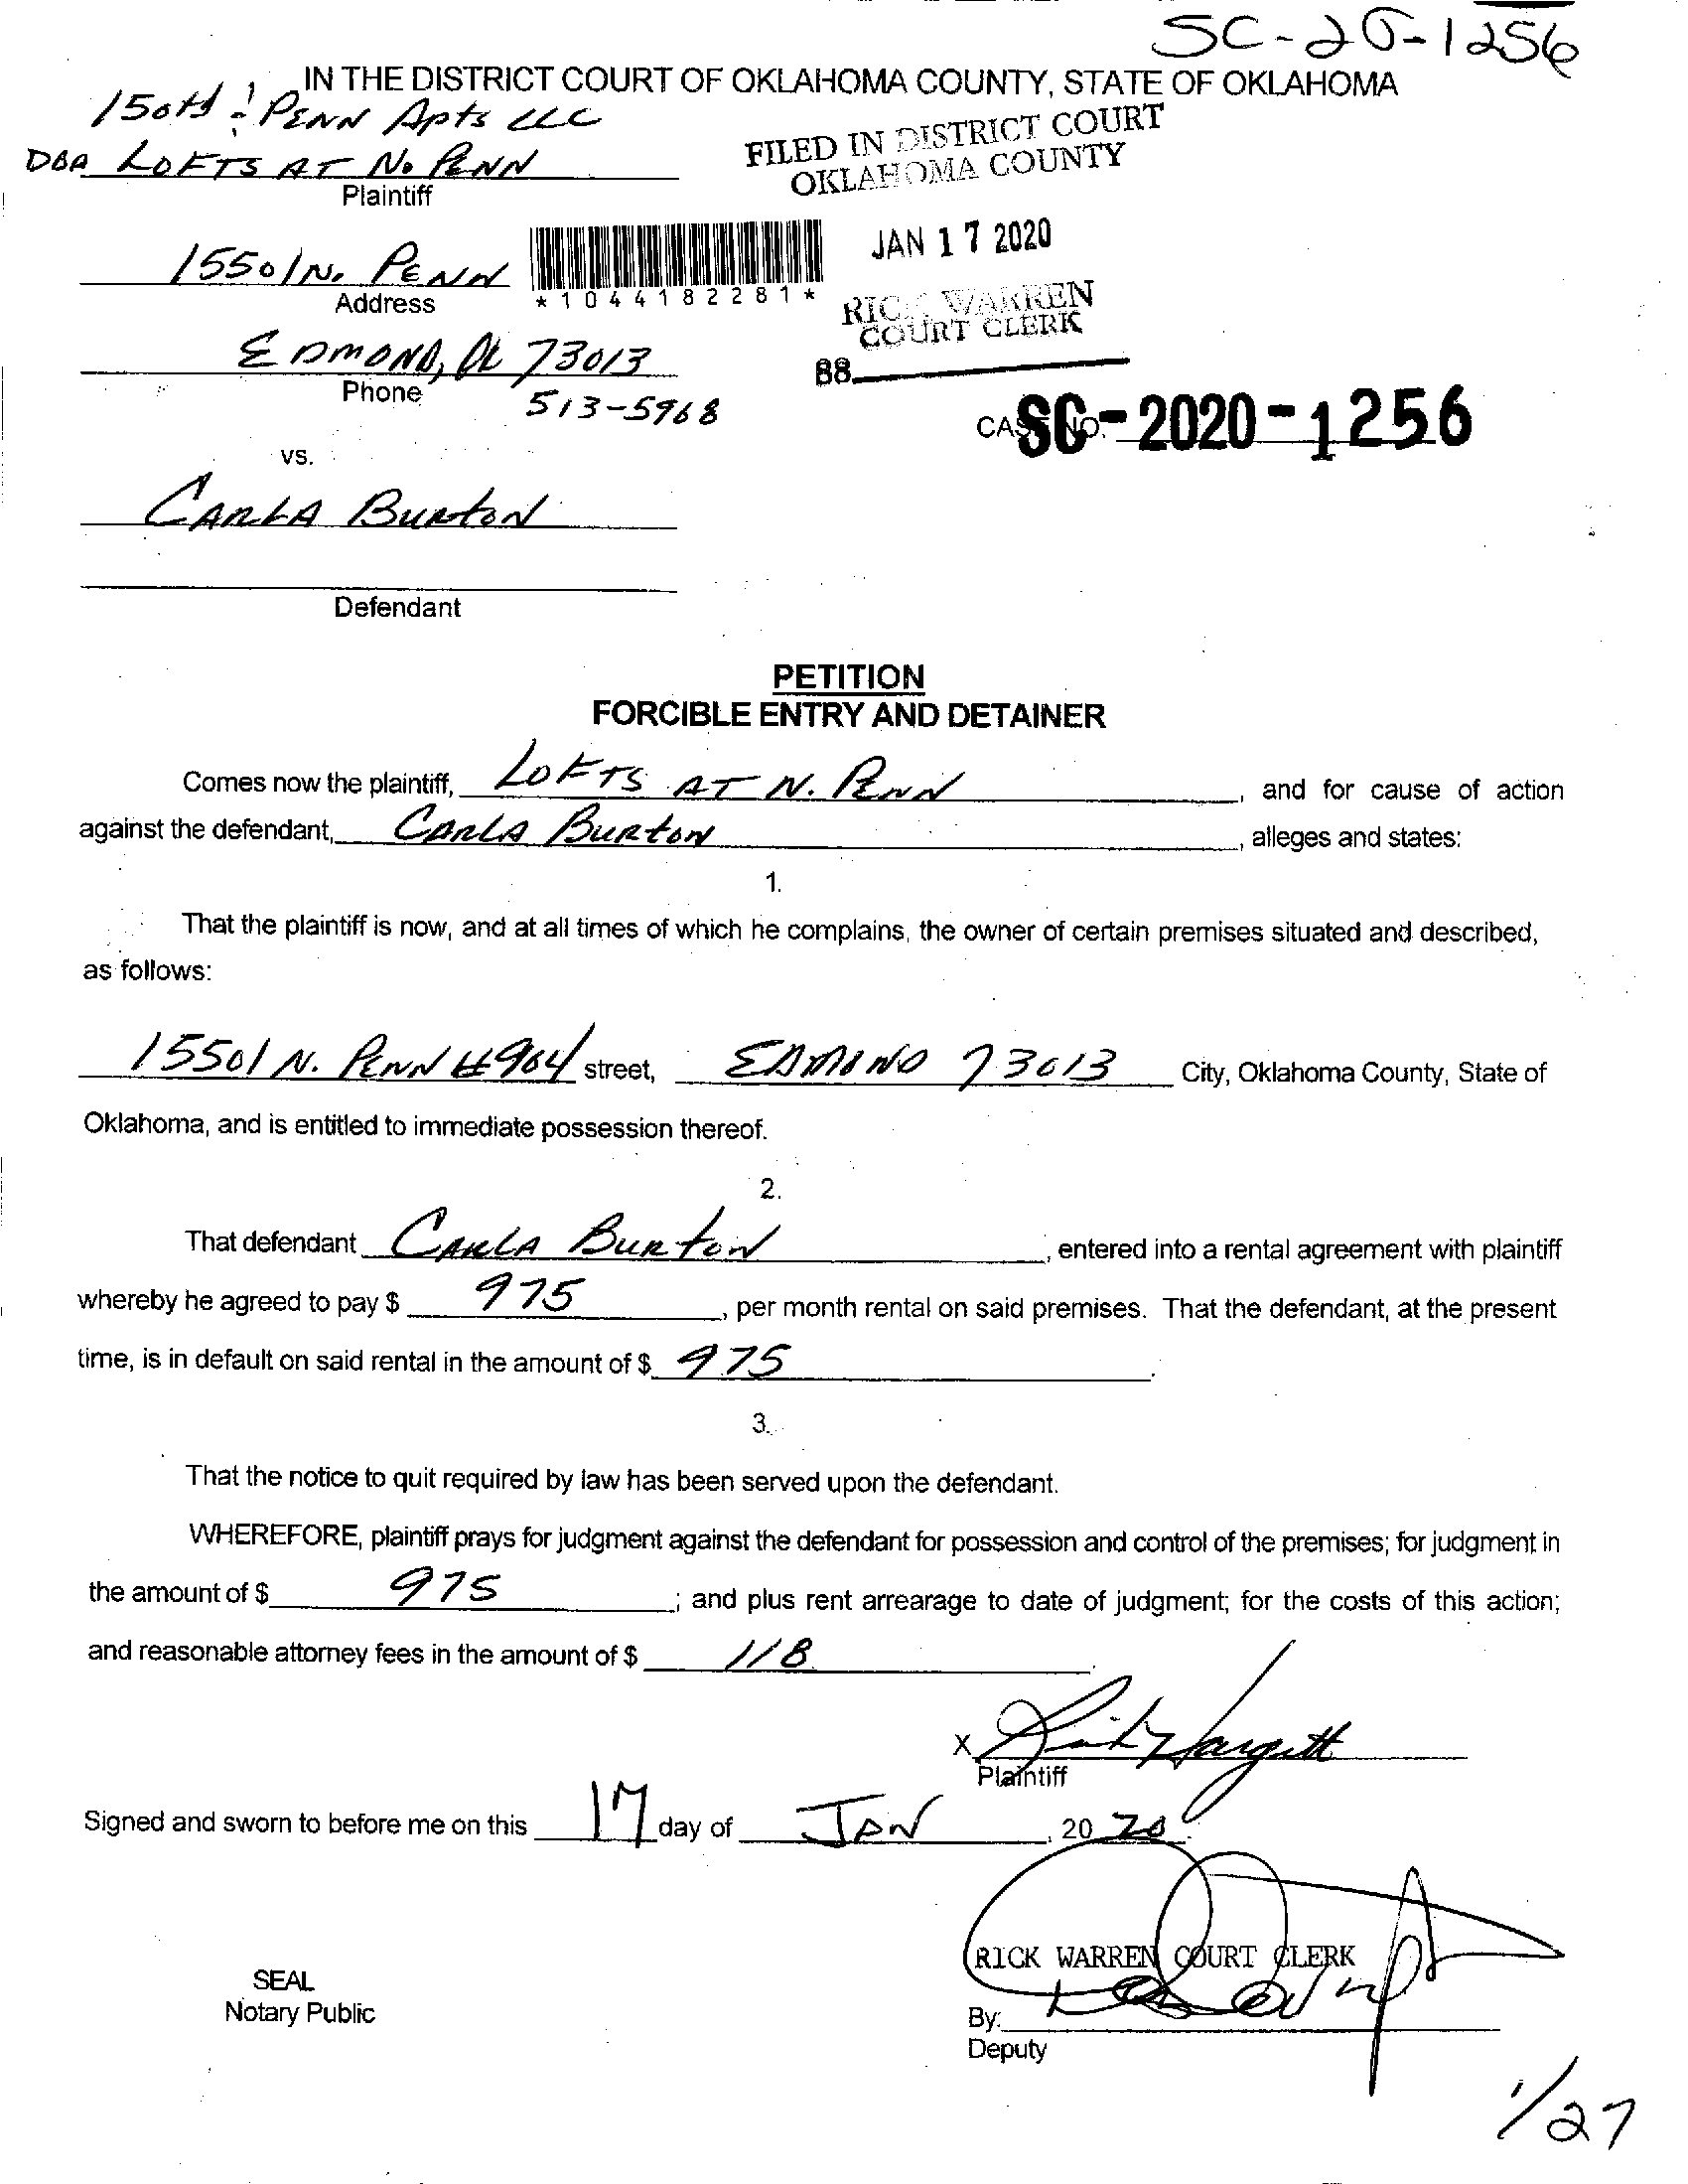 SC-20-1256
IN THE DISTRICT COURT OF OKLAHOMA COUNTY, STATE OF OKLAHOMA
150th & PENN Apts LLC
DBA LOFTS AT No PENN
Plaintiff
FILED IN DISTRICT COURT
OKLAHOMA COUNTY
JAN 17 2020
RICK WARREN
COURT CLERK
88
15501 N. PENN
Address
*1044182281*
EDMOND, OK 73013
Phone
513-5968
CASE NO. SC-2020-1256
vs.
CARLA BURTON
Defendant
PETITION
FORCIBLE ENTRY AND DETAINER
Comes now the plaintiff, LOFTS AT N. PENN, and for cause of action
against the defendant, CARLA BURTON, alleges and states:
1.
That the plaintiff is now, and at all times of which he complains, the owner of certain premises situated and described,
as follows:
15501 N. PENN #904 street, EDMOND 73013 City, Oklahoma County, State of
Oklahoma, and is entitled to immediate possession thereof.
2.
That defendant CARLA BURTON, entered into a rental agreement with plaintiff
whereby he agreed to pay $ 975, per month rental on said premises. That the defendant, at the present
time, is in default on said rental in the amount of $ 975.
3.
That the notice to quit required by law has been served upon the defendant.
WHEREFORE, plaintiff prays for judgment against the defendant for possession and control of the premises; for judgment in
the amount of $ 975; and plus rent arrearage to date of judgment; for the costs of this action;
and reasonable attorney fees in the amount of $ 118.
X
Plaintiff
Signed and sworn to before me on this 17 day of JAN, 20 20.
RICK WARREN COURT CLERK
SEAL
Notary Public
By:
Deputy
1/27